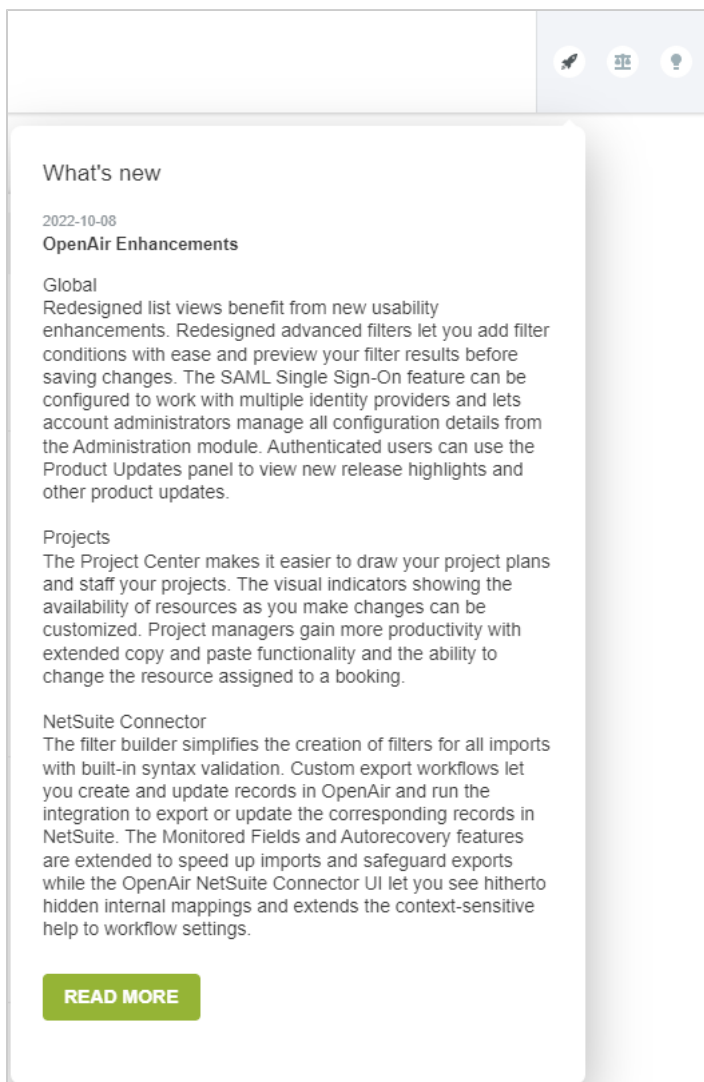 What's new
2022-10-08
OpenAir Enhancements
Global
Redesigned list views benefit from new usability
enhancements. Redesigned advanced filters let you add filter
conditions with ease and preview your filter results before
saving changes. The SAML Single Sign-On feature can be
configured to work with multiple identity providers and lets
account administrators manage all configuration details from
the Administration module. Authenticated users can use the
Product Updates panel to view new release highlights and
other product updates.
Projects
The Project Center makes it easier to draw your project plans
and staff your projects. The visual indicators showing the
availability of resources as you make changes can be
customized. Project managers gain more productivity with
extended copy and paste functionality and the ability to
change the resource assigned to a booking.
NetSuite Connector
The filter builder simplifies the creation of filters for all imports
with built-in syntax validation. Custom export workflows let
you create and update records in OpenAir and run the
integration to export or update the corresponding records in
NetSuite. The Monitored Fields and Autorecovery features
are extended to speed up imports and safeguard exports
while the OpenAir NetSuite Connector UI let you see hitherto
hidden internal mappings and extends the context-sensitive
help to workflow settings.
READ MORE